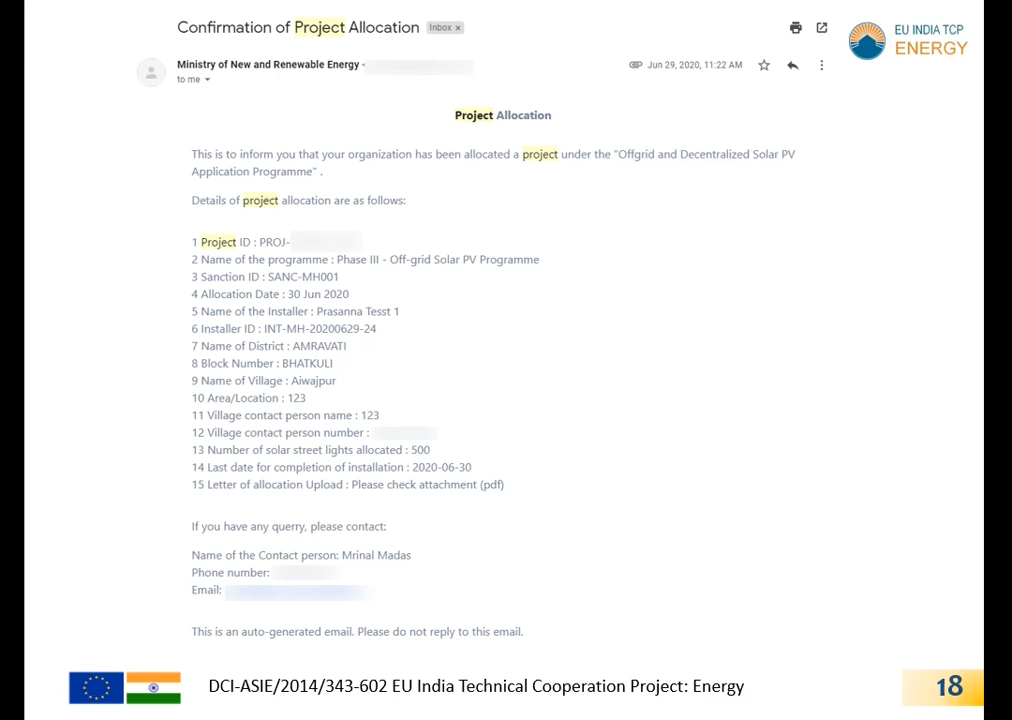 Confirmation of Project Allocation Inbox x
EU INDIA TCP
ENERGY
Ministry of New and Renewable Energy
Jun 29, 2020, 11:22 AM
to me
Project Allocation
This is to inform you that your organization has been allocated a project under the "Offgrid and Decentralized Solar PV
Application Programme" .
Details of project allocation are as follows:
1 Project ID : PROJ-
2 Name of the programme : Phase III - Off-grid Solar PV Programme
3 Sanction ID : SANC-MH001
4 Allocation Date : 30 Jun 2020
5 Name of the Installer : Prasanna Tesst 1
6 Installer ID : INT-MH-20200629-24
7 Name of District : AMRAVATI
8 Block Number : BHATKULI
9 Name of Village : Aiwajpur
10 Area/Location : 123
11 Village contact person name : 123
12 Village contact person number :
13 Number of solar street lights allocated : 500
14 Last date for completion of installation : 2020-06-30
15 Letter of allocation Upload : Please check attachment (pdf)
If you have any querry, please contact:
Name of the Contact person: Mrinal Madas
Phone number:
Email:
This is an auto-generated email. Please do not reply to this email.
DCI-ASIE/2014/343-602 EU India Technical Cooperation Project: Energy
18